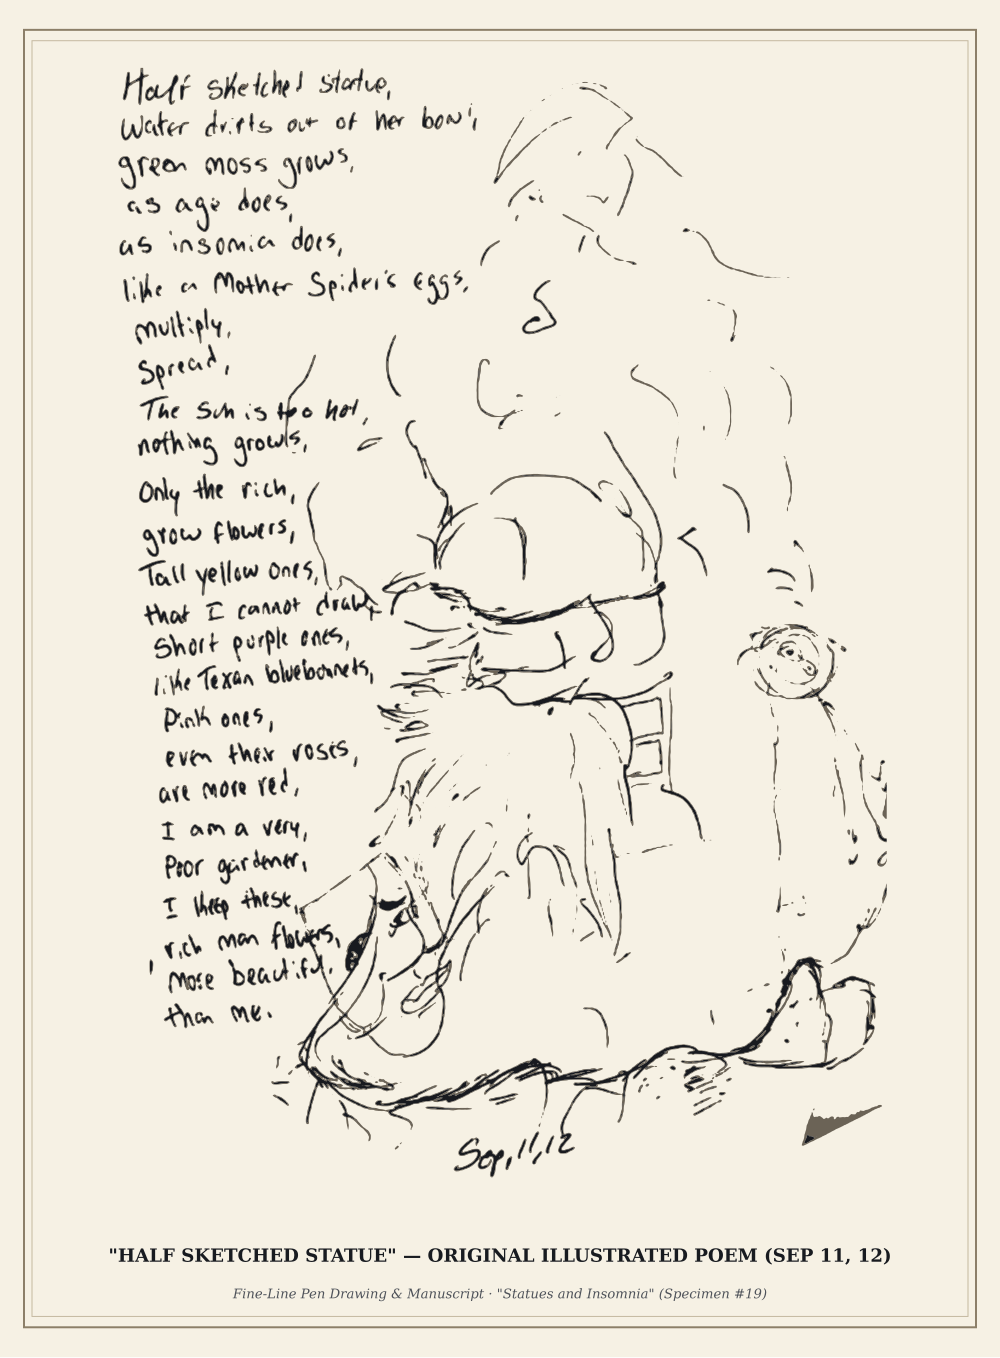 Half sketched statue,
Water drifts out of her bowl,
green moss grows,
as age does,
as insomia does,
like a Mother Spider's eggs,
multiply,
Spread,
The Sun is too hot,
nothing grows,
Only the rich,
grow flowers,
Tall yellow ones,
that I cannot draw,
Short purple ones,
like Texan bluebonnets,
Pink ones,
even their roses,
are more red,
I am a very,
Poor gardener,
I keep these,
rich man flowers,
More beautiful,
than me.
Sep, 11, 12
"HALF SKETCHED STATUE" — ORIGINAL ILLUSTRATED POEM (SEP 11, 12)
Fine-Line Pen Drawing & Manuscript · "Statues and Insomnia" (Specimen #19)